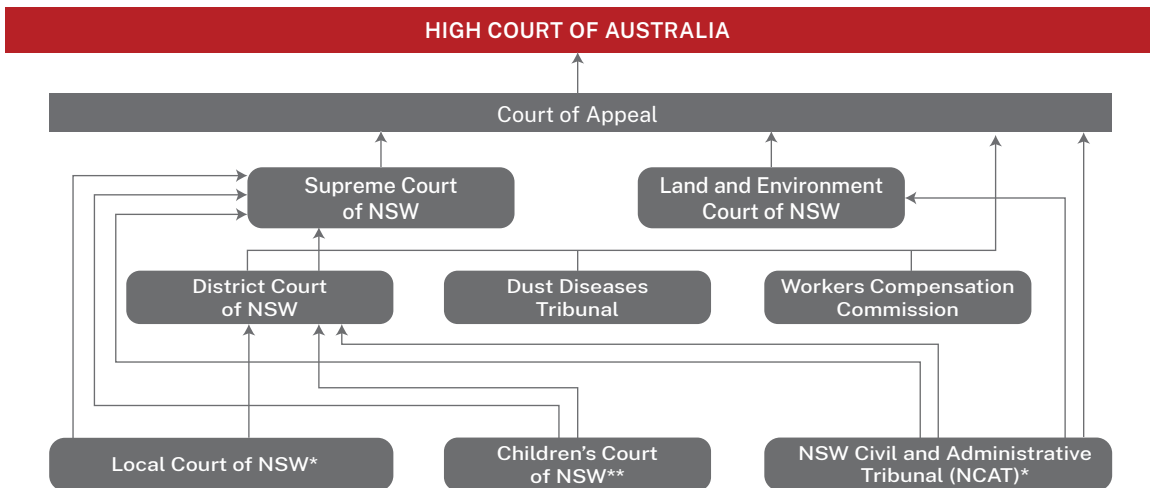 HIGH COURT OF AUSTRALIA
Court of Appeal
Supreme Court
of NSW
Land and Environment
Court of NSW
District Court
of NSW
Dust Diseases
Tribunal
Workers Compensation
Commission
Local Court of NSW*
Children's Court
of NSW**
NSW Civil and Administrative
Tribunal (NCAT)*